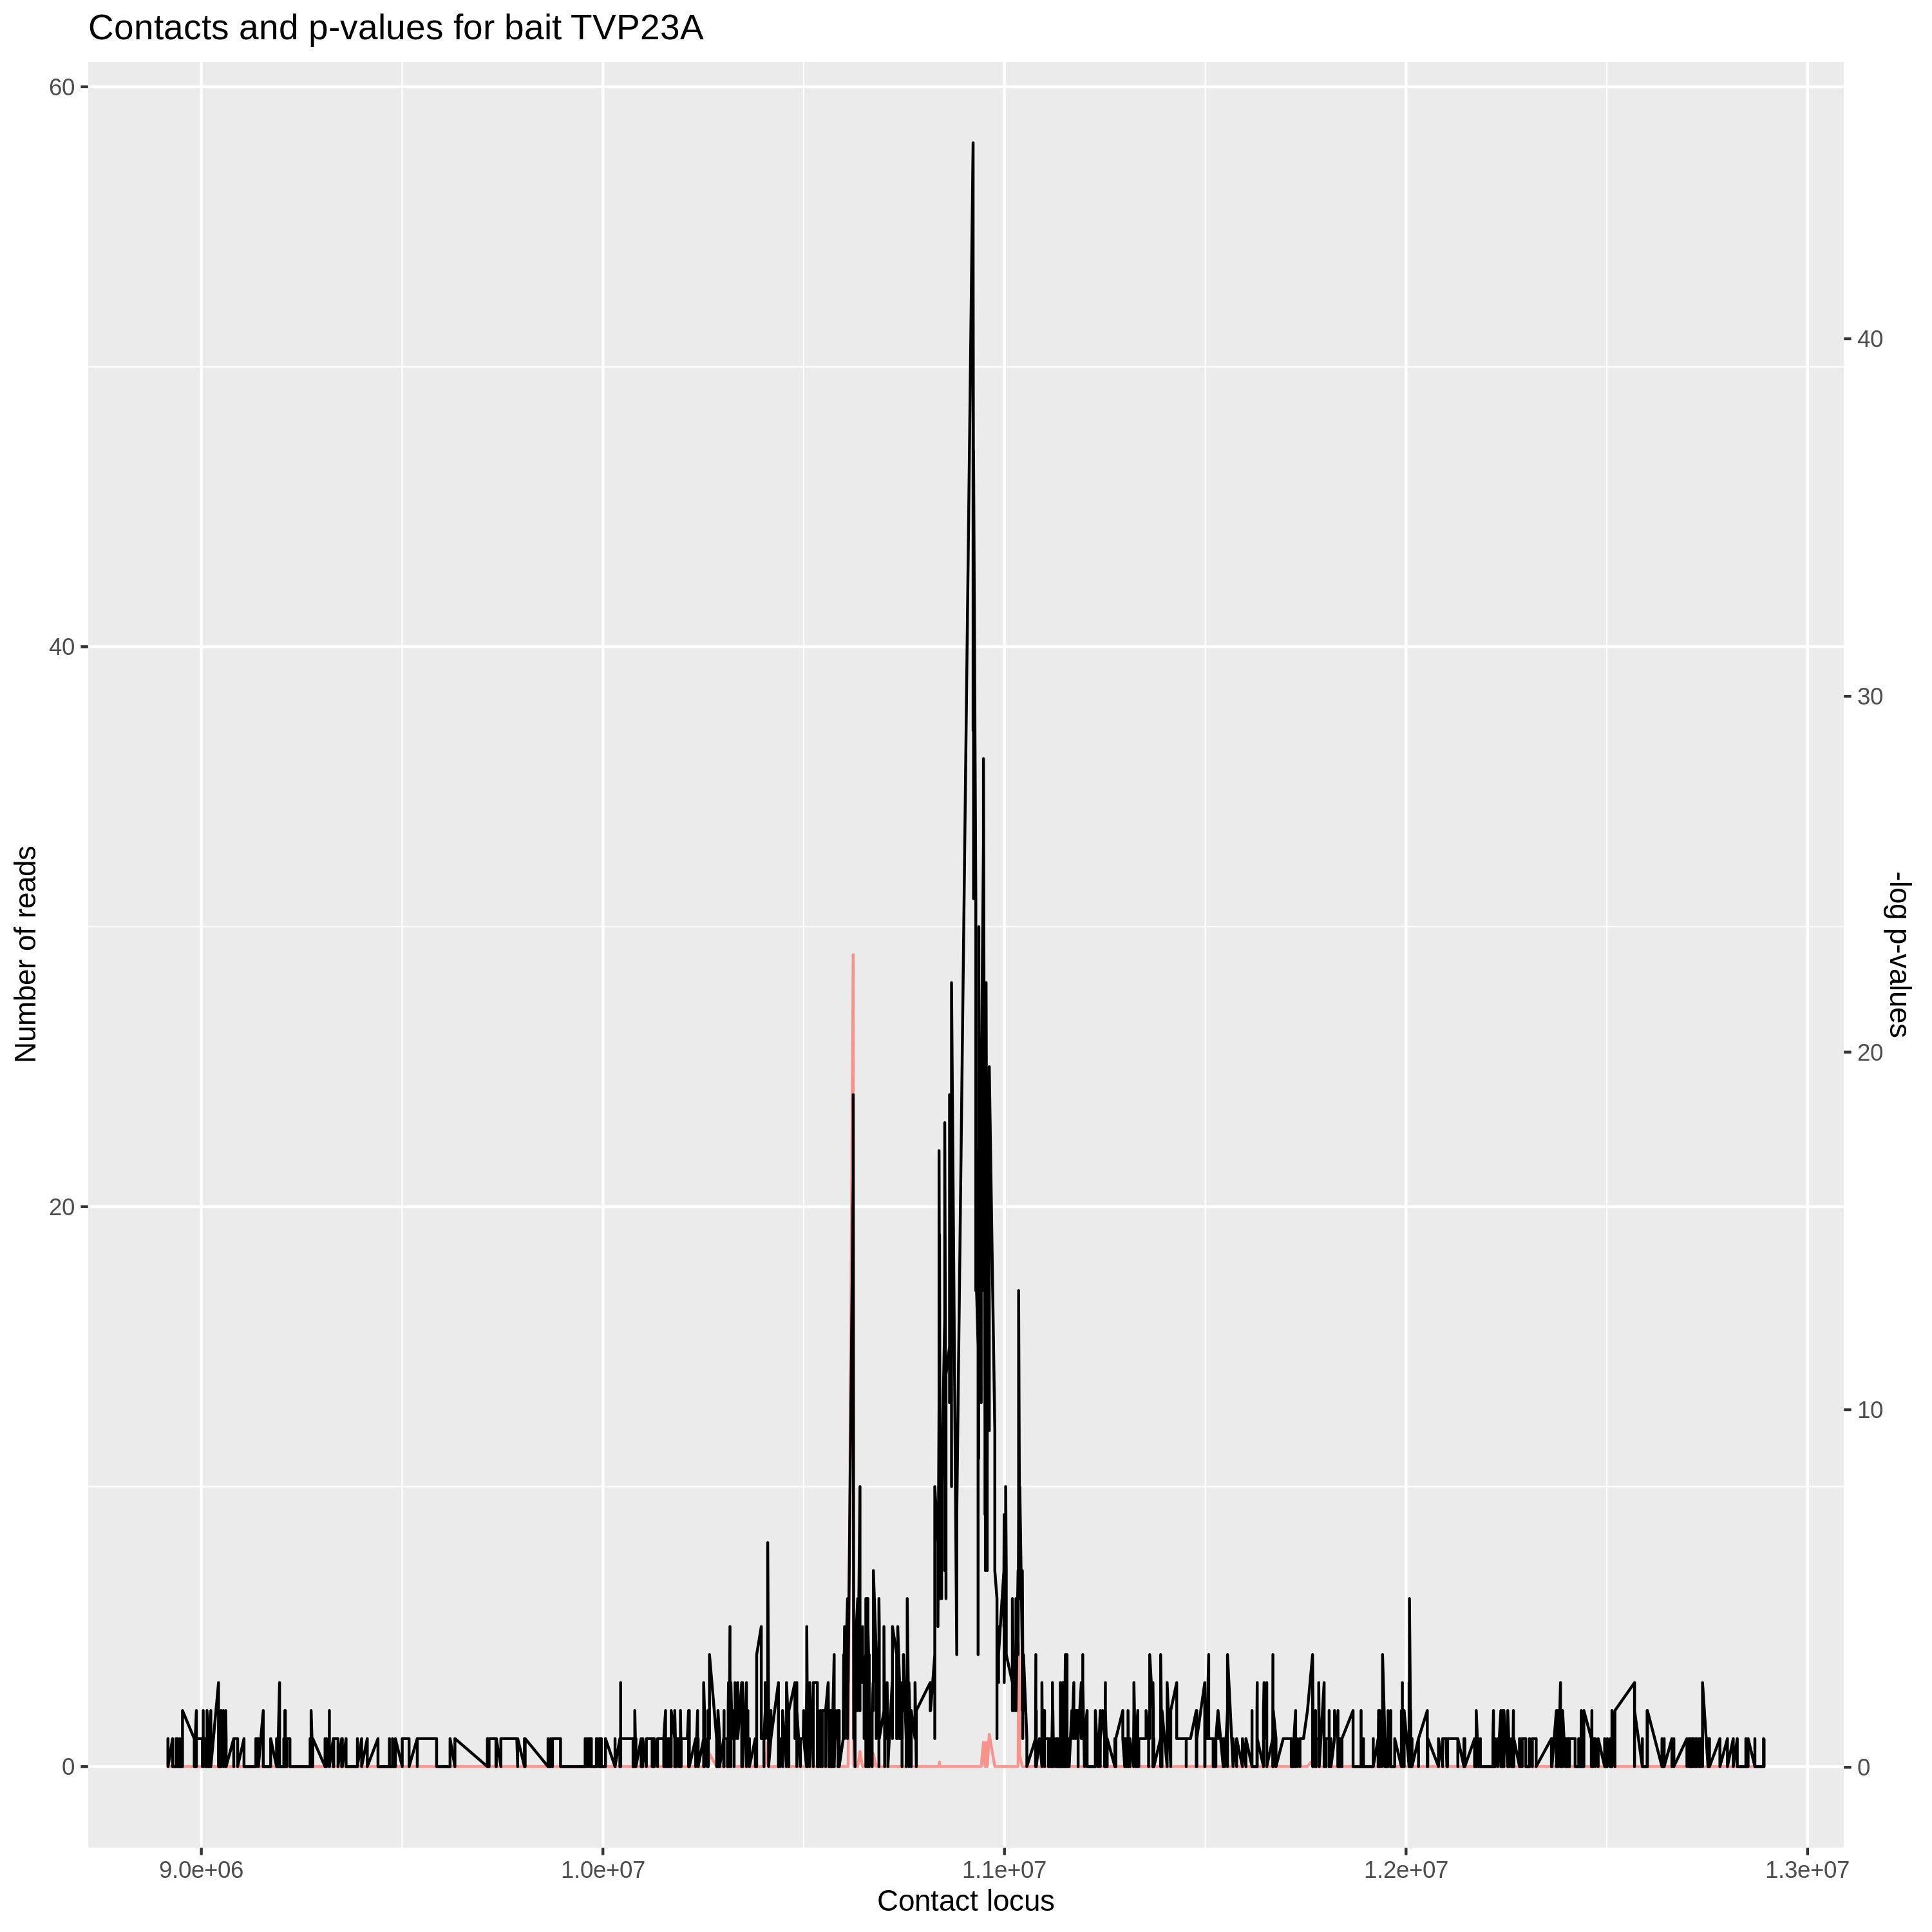 Contacts and p-values for bait TVP23A
60
40
20
0
Number of reads
40
30
20
10
0
-log p-values
9.0e+06 1.0e+07 1.1e+07 1.2e+07 1.3e+07
Contact locus